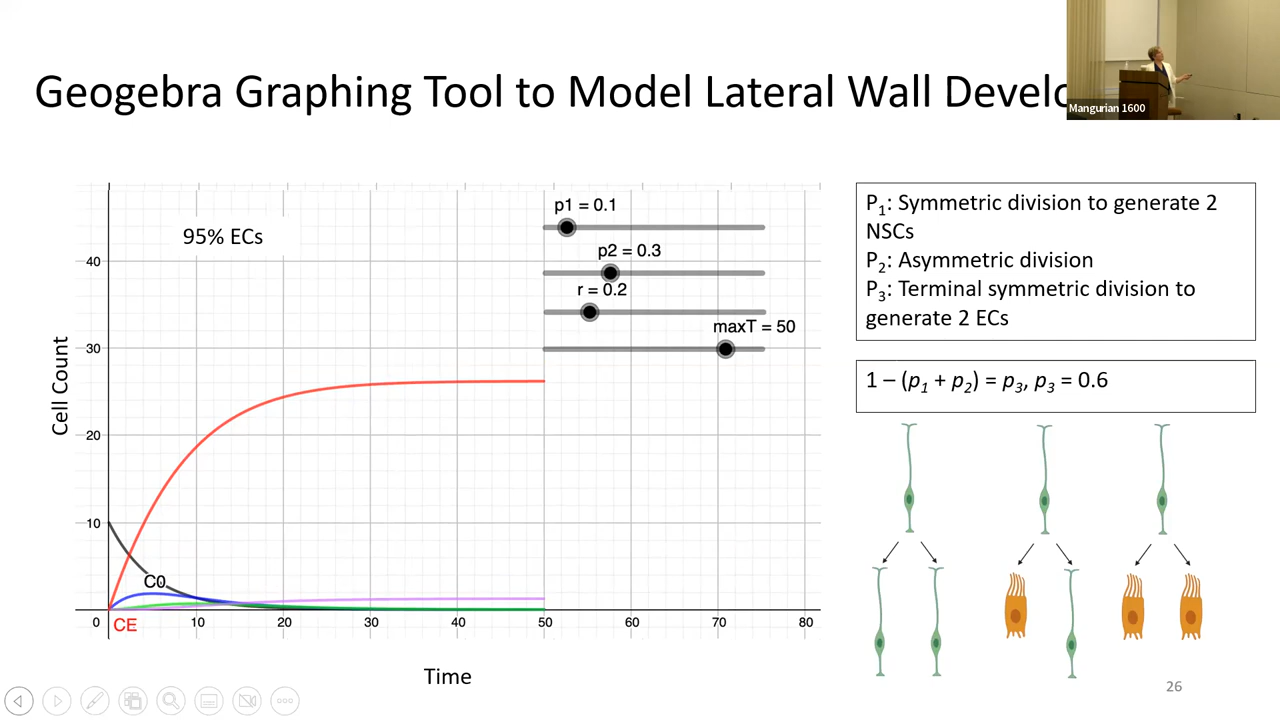 Geogebra Graphing Tool to Model Lateral Wall Develo
Mangurian 1600
95% ECs
p1 = 0.1
p2 = 0.3
r = 0.2
maxT = 50
40
30
20
10
0
10
20
30
40
50
60
70
80
C0
CE
Cell Count
Time
P₁: Symmetric division to generate 2
NSCs
P₂: Asymmetric division
P₃: Terminal symmetric division to
generate 2 ECs
1 – (p₁ + p₂) = p₃, p₃ = 0.6
26